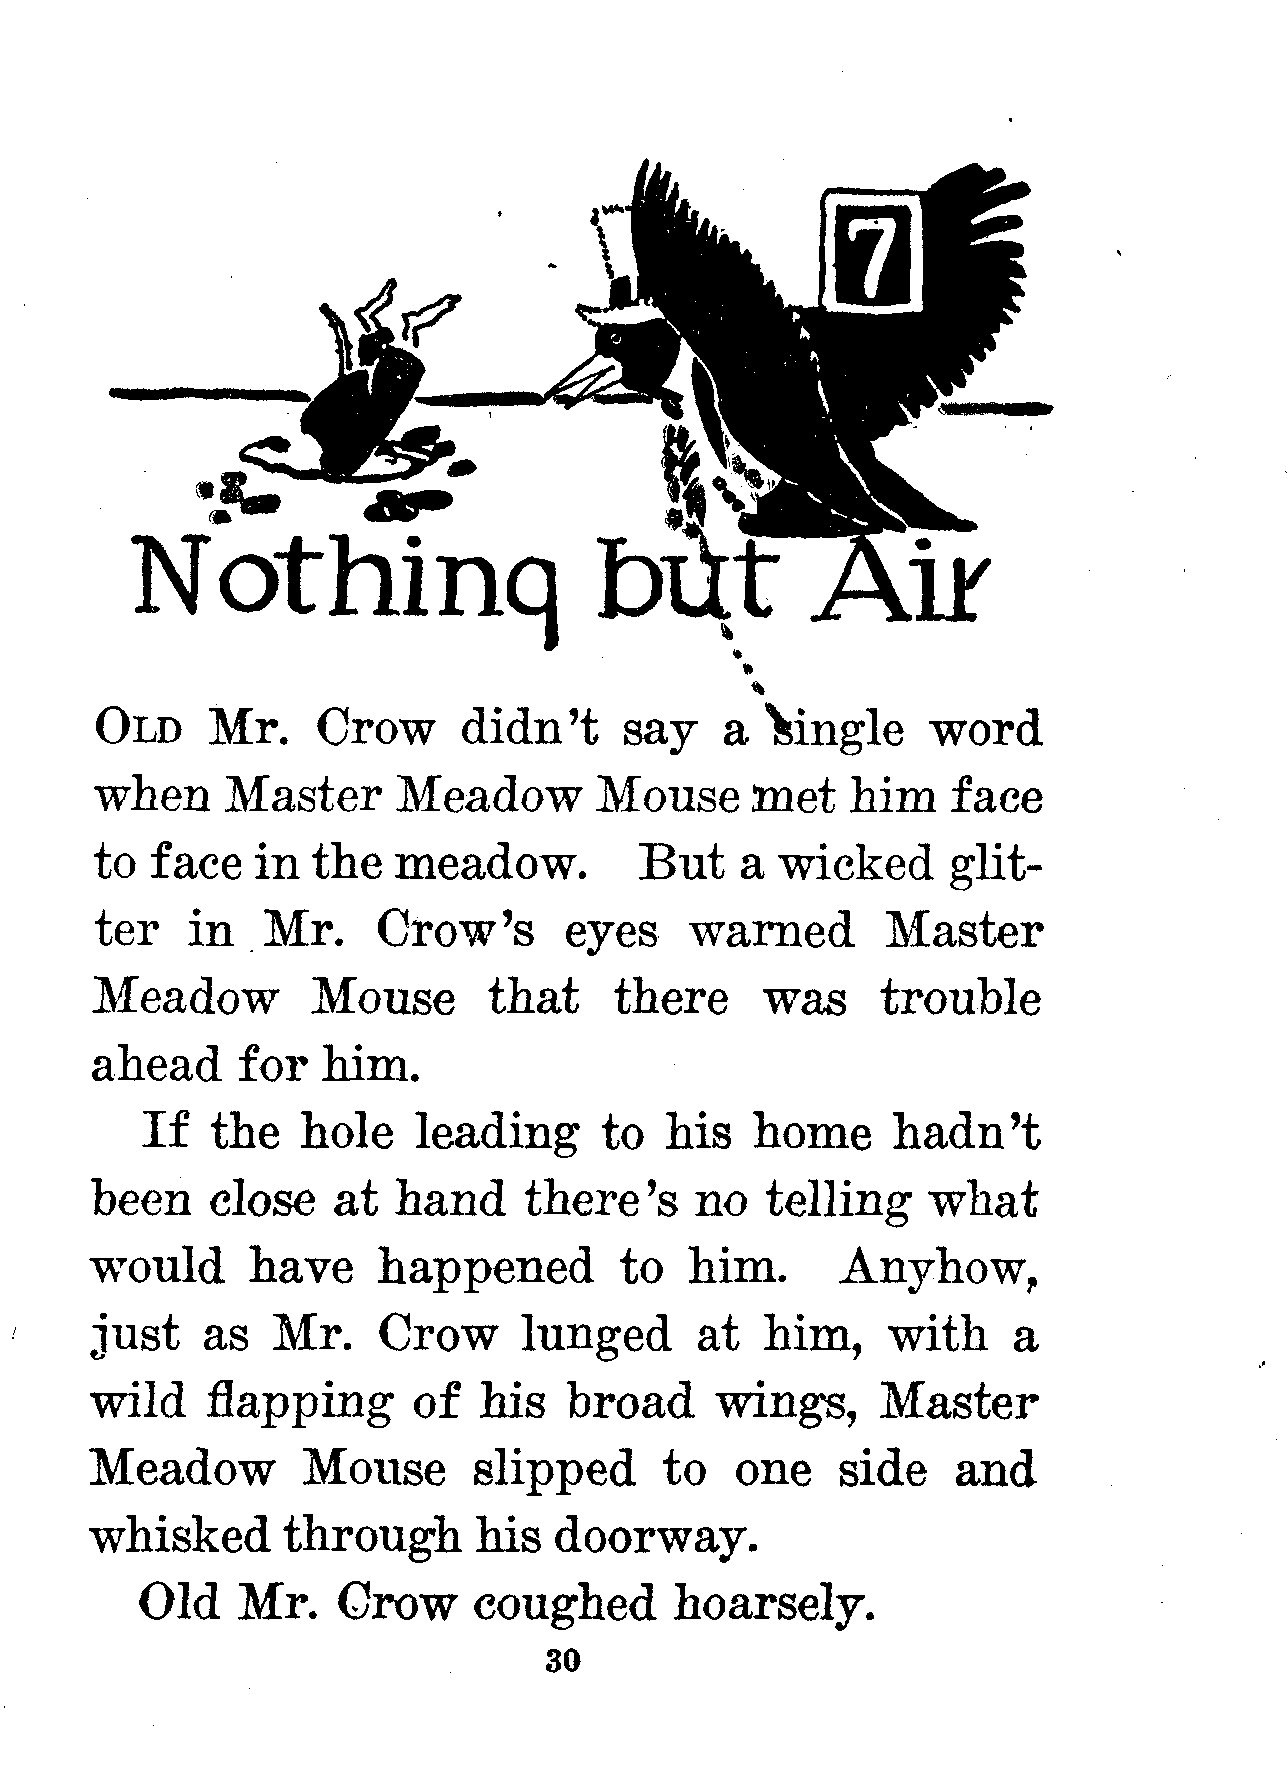 7
Nothing but Air
OLD Mr. Crow didn't say a single word
when Master Meadow Mouse met him face
to face in the meadow. But a wicked glit-
ter in Mr. Crow's eyes warned Master
Meadow Mouse that there was trouble
ahead for him.
If the hole leading to his home hadn't
been close at hand there's no telling what
would have happened to him. Anyhow,
just as Mr. Crow lunged at him, with a
wild flapping of his broad wings, Master
Meadow Mouse slipped to one side and
whisked through his doorway.
Old Mr. Crow coughed hoarsely.
30